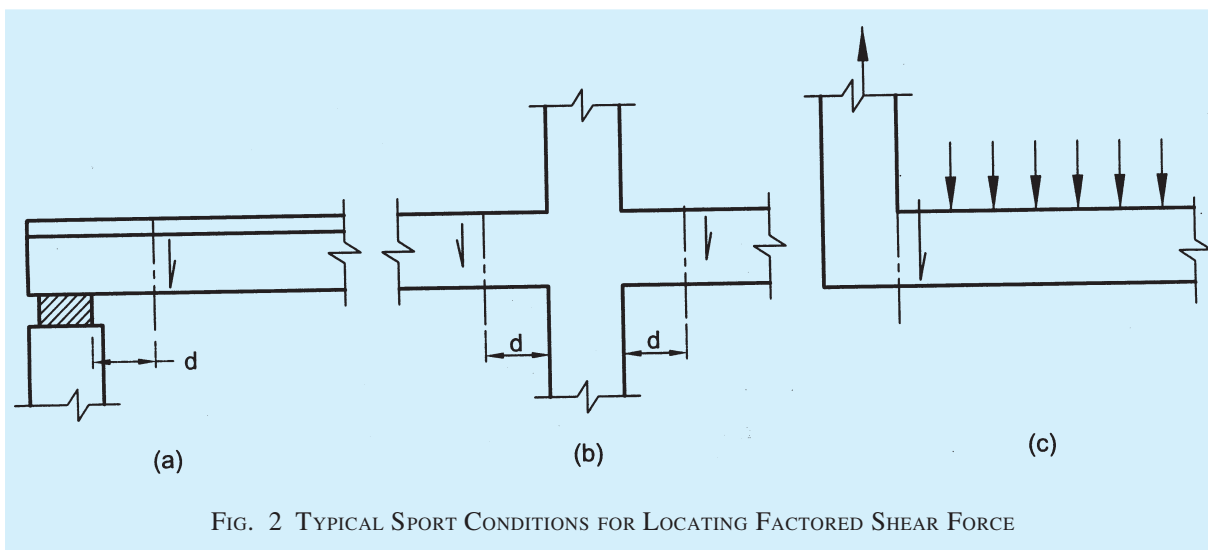 d
d
d
(a)
(b)
(c)
FIG. 2 TYPICAL SPORT CONDITIONS FOR LOCATING FACTORED SHEAR FORCE